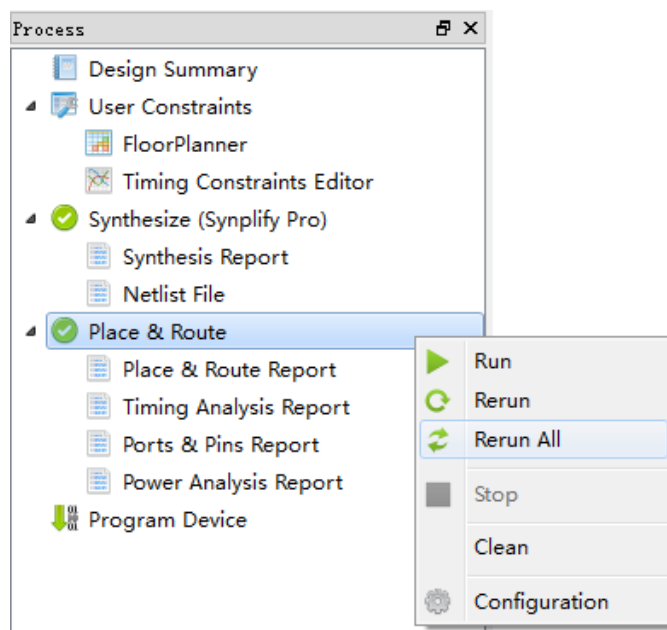 Process
Design Summary
User Constraints
FloorPlanner
Timing Constraints Editor
Synthesize (Synplify Pro)
Synthesis Report
Netlist File
Place & Route
Place & Route Report
Timing Analysis Report
Ports & Pins Report
Power Analysis Report
Program Device
Run
Rerun
Rerun All
Stop
Clean
Configuration